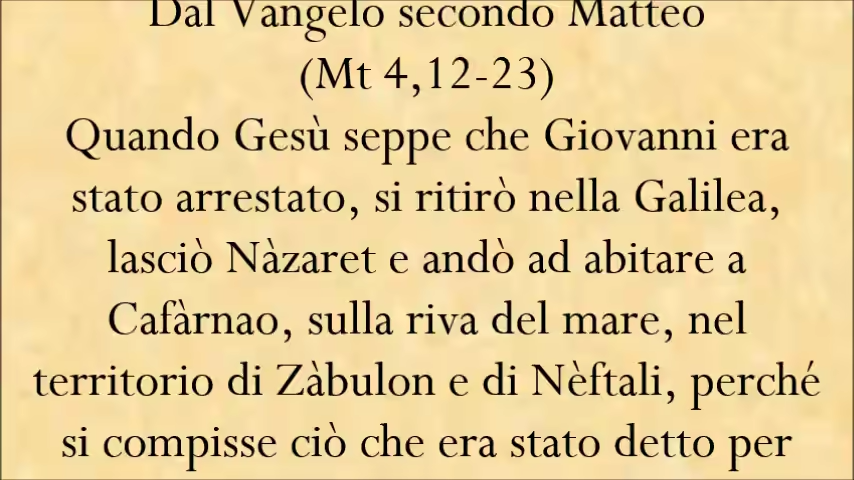 Dal Vangelo secondo Matteo
(Mt 4,12-23)
Quando Gesù seppe che Giovanni era
stato arrestato, si ritirò nella Galilea,
lasciò Nàzaret e andò ad abitare a
Cafàrnao, sulla riva del mare, nel
territorio di Zàbulon e di Nèftali, perché
si compisse ciò che era stato detto per